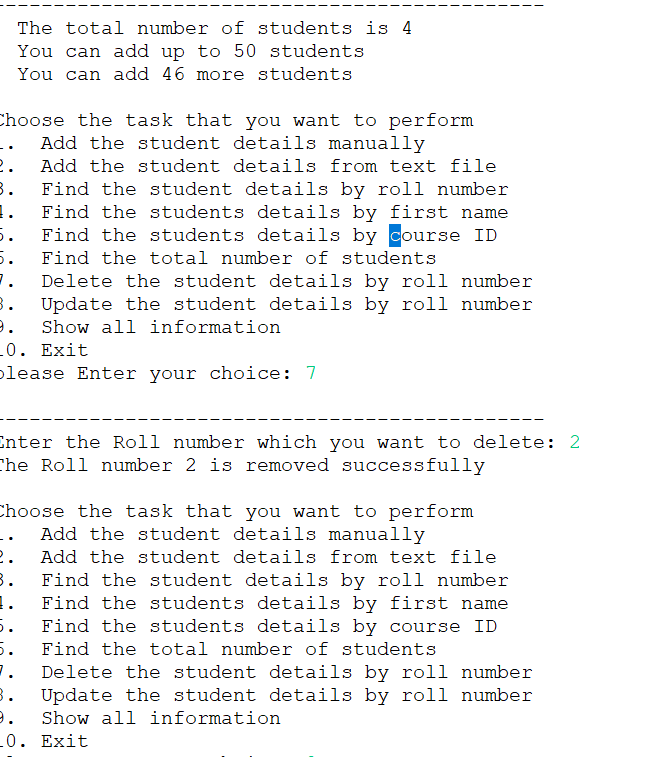 -----------------------------------------------
The total number of students is 4
You can add up to 50 students
You can add 46 more students
Choose the task that you want to perform
1. Add the student details manually
2. Add the student details from text file
3. Find the student details by roll number
4. Find the students details by first name
5. Find the students details by course ID
6. Find the total number of students
7. Delete the student details by roll number
8. Update the student details by roll number
9. Show all information
10. Exit
please Enter your choice: 7
-----------------------------------------------
Enter the Roll number which you want to delete: 2
The Roll number 2 is removed successfully
Choose the task that you want to perform
1. Add the student details manually
2. Add the student details from text file
3. Find the student details by roll number
4. Find the students details by first name
5. Find the students details by course ID
6. Find the total number of students
7. Delete the student details by roll number
8. Update the student details by roll number
9. Show all information
10. Exit